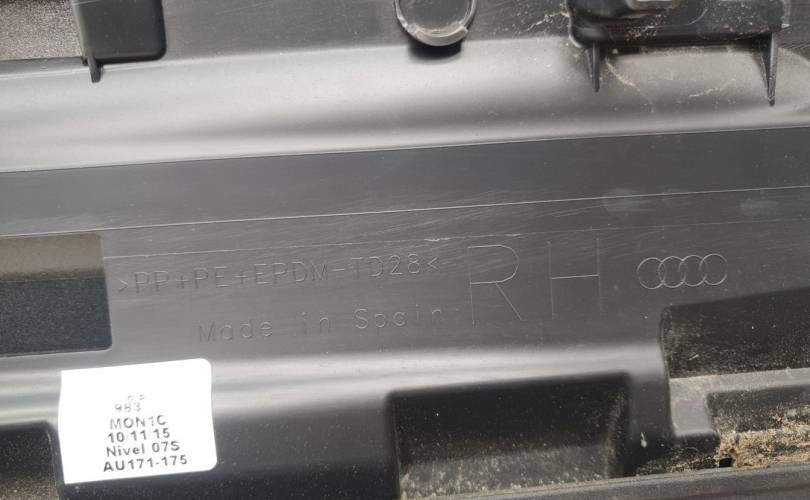 >PP+PE+EPDM-TD28<
RH
Made in Spain
983
MON1C
10/11/15
Nivel 07S
AU171-175